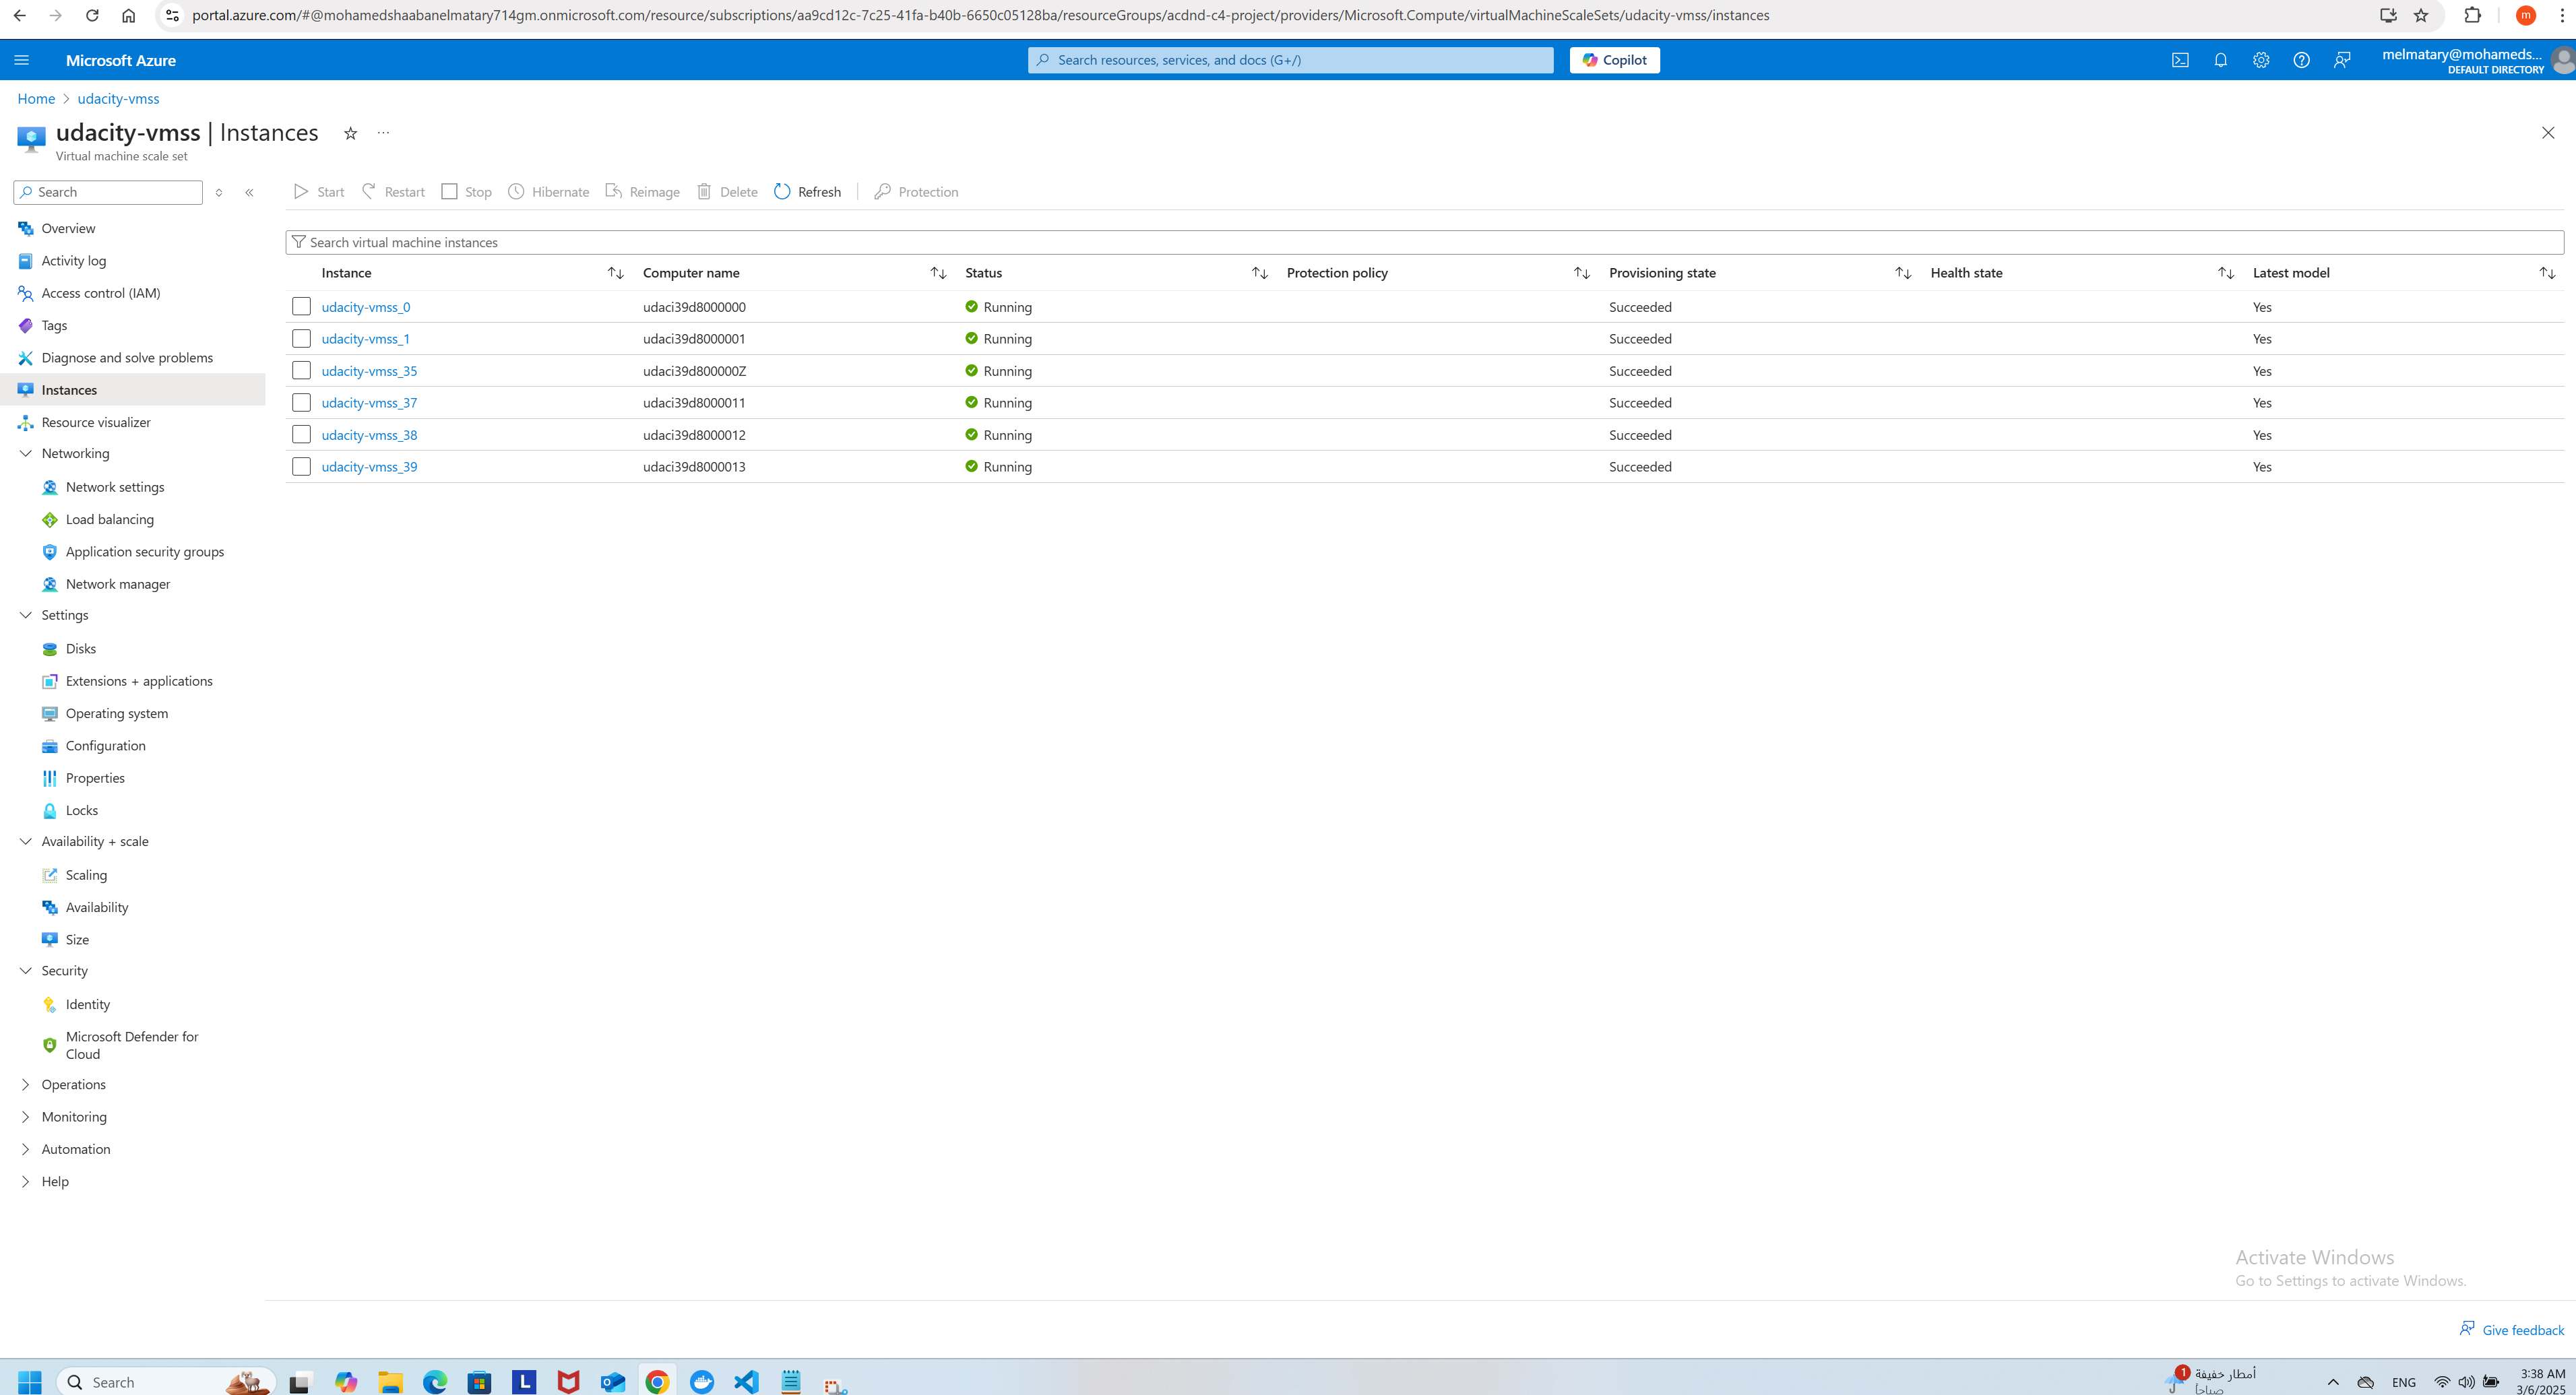 portal.azure.com/#@mohamedshaabanelmatary714gm.onmicrosoft.com/resource/subscriptions/aa9cd12c-7c25-41fa-b40b-6650c05128ba/resourceGroups/acdnd-c4-project/providers/Microsoft.Compute/virtualMachineScaleSets/udacity-vmss/instances
m
Microsoft Azure
Search resources, services, and docs (G+/)
Copilot
melmatary@mohameds...
DEFAULT DIRECTORY
Home > udacity-vmss
udacity-vmss | Instances
Virtual machine scale set
Search
Start Restart Stop Hibernate Reimage Delete Refresh Protection
Overview
Activity log
Access control (IAM)
Tags
Diagnose and solve problems
Instances
Resource visualizer
Networking
Network settings
Load balancing
Application security groups
Network manager
Settings
Disks
Extensions + applications
Operating system
Configuration
Properties
Locks
Availability + scale
Scaling
Availability
Size
Security
Identity
Microsoft Defender for
Cloud
Operations
Monitoring
Automation
Help
Search virtual machine instances
Instance Computer name Status Protection policy Provisioning state Health state Latest model
udacity-vmss_0 udaci39d8000000 Running Succeeded Yes
udacity-vmss_1 udaci39d8000001 Running Succeeded Yes
udacity-vmss_35 udaci39d800000Z Running Succeeded Yes
udacity-vmss_37 udaci39d8000011 Running Succeeded Yes
udacity-vmss_38 udaci39d8000012 Running Succeeded Yes
udacity-vmss_39 udaci39d8000013 Running Succeeded Yes
Activate Windows
Go to Settings to activate Windows.
Give feedback
Search
L
1
أمطار خفيفة
صباحاً
ENG
3:38 AM
3/6/2025